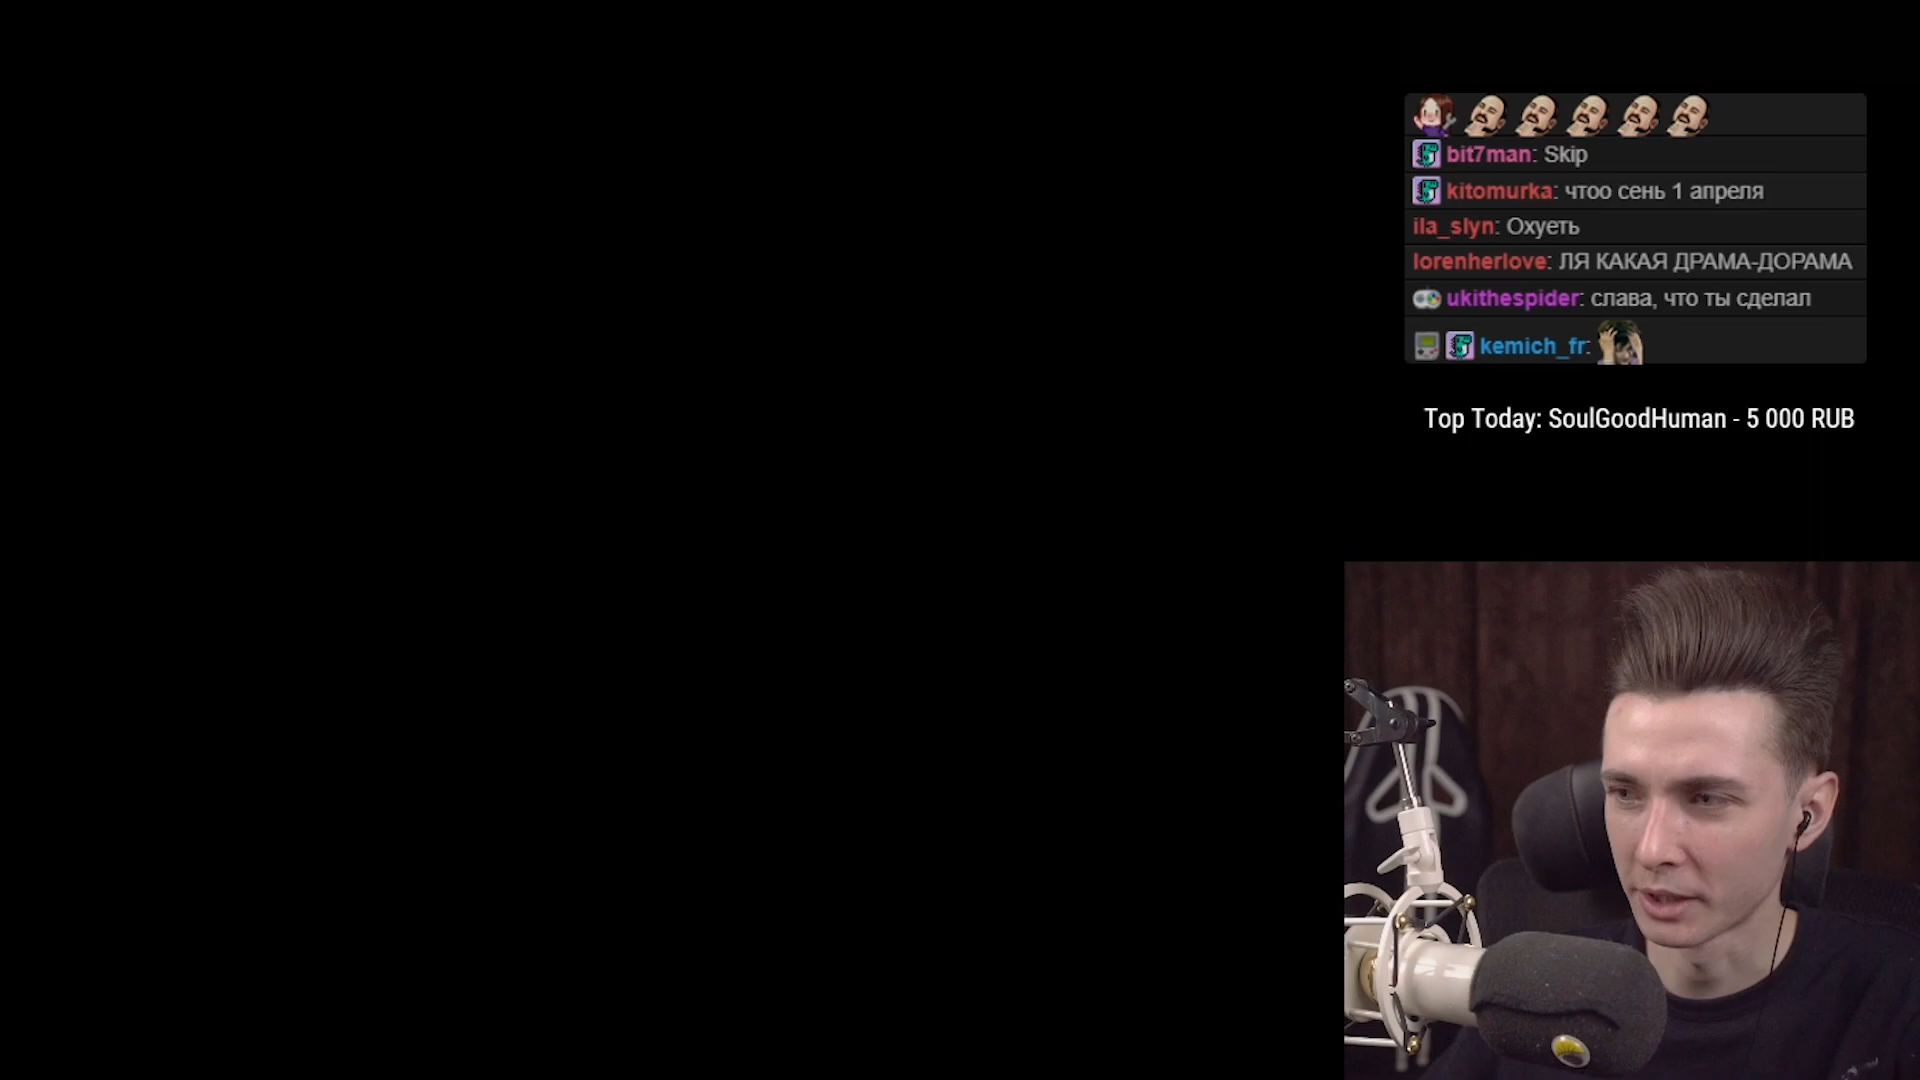 bit7man: Skip
kitomurka: чтоо сень 1 апреля
ila_slyn: Охуеть
lorenherlove: ЛЯ КАКАЯ ДРАМА-ДОРАМА
ukithespider: слава, что ты сделал
kemich_fr:
Top Today: SoulGoodHuman - 5 000 RUB